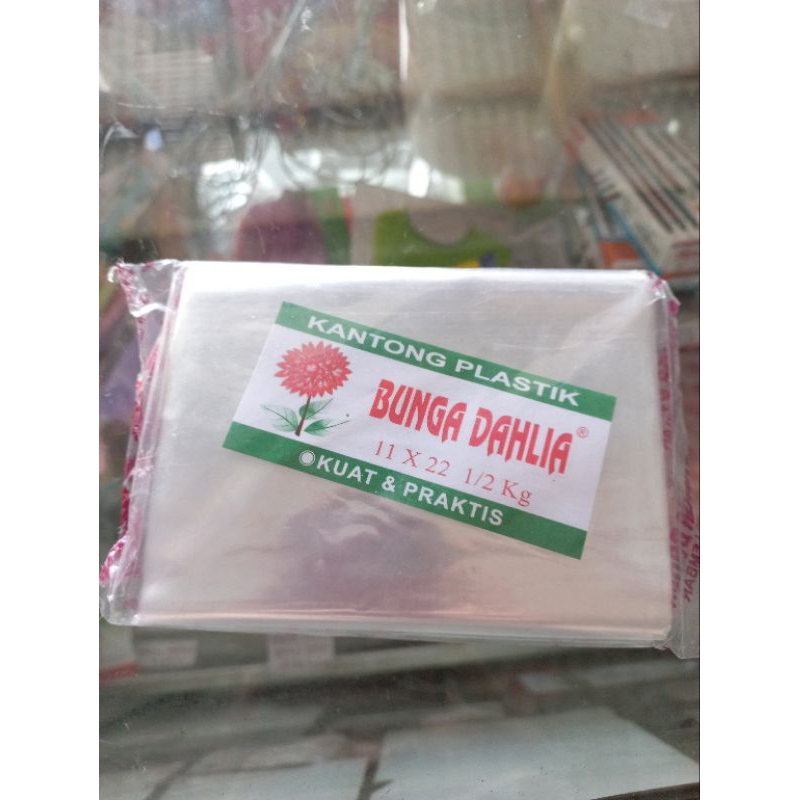 KANTONG PLASTIK
BUNGA DAHLIA ®
11 X 22 1/2 Kg
KUAT & PRAKTIS